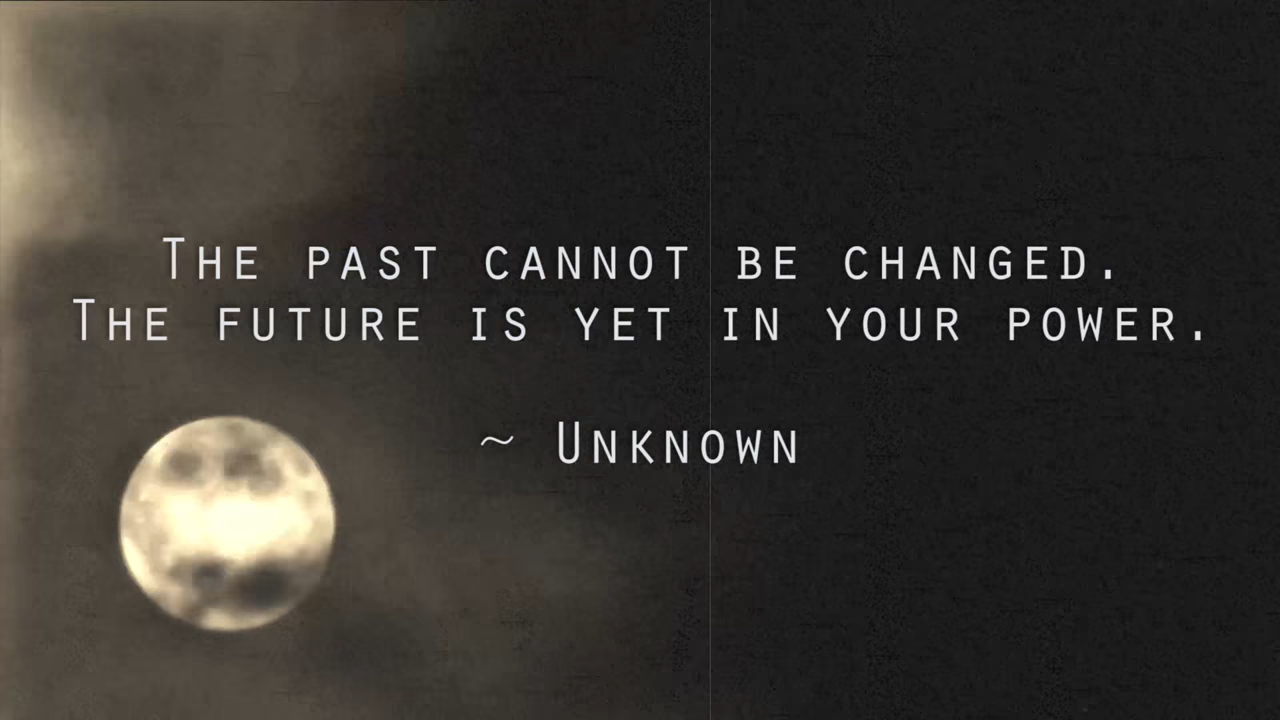 The past cannot be changed.
The future is yet in your power.
~ Unknown